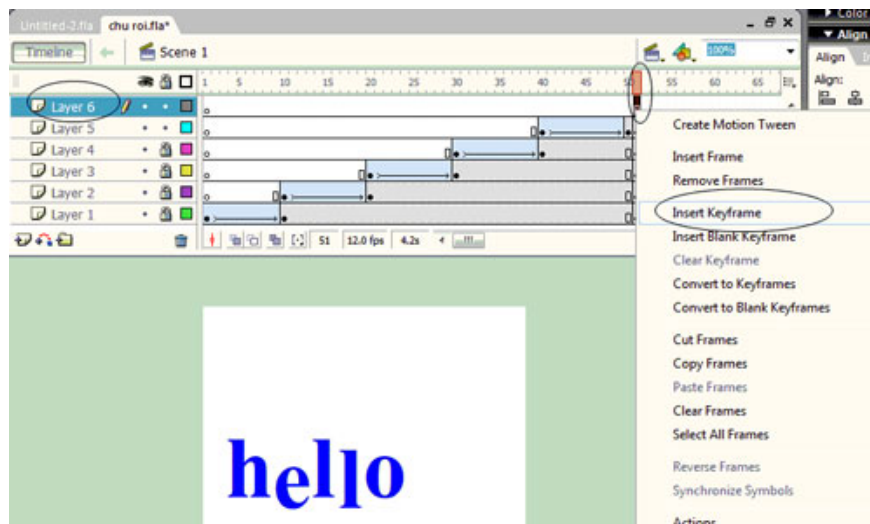 Untitled-2.fla chu roi.fla*
Color
Timeline Scene 1 100%
Align
Align
Align:
1 5 10 15 20 25 30 35 40 45 55 60 65
Layer 6
Layer 5
Layer 4
Layer 3
Layer 2
Layer 1
51 12.0 fps 4.2s
Create Motion Tween
Insert Frame
Remove Frames
Insert Keyframe
Insert Blank Keyframe
Clear Keyframe
Convert to Keyframes
Convert to Blank Keyframes
Cut Frames
Copy Frames
Paste Frames
Clear Frames
Select All Frames
Reverse Frames
Synchronize Symbols
Actions
hello